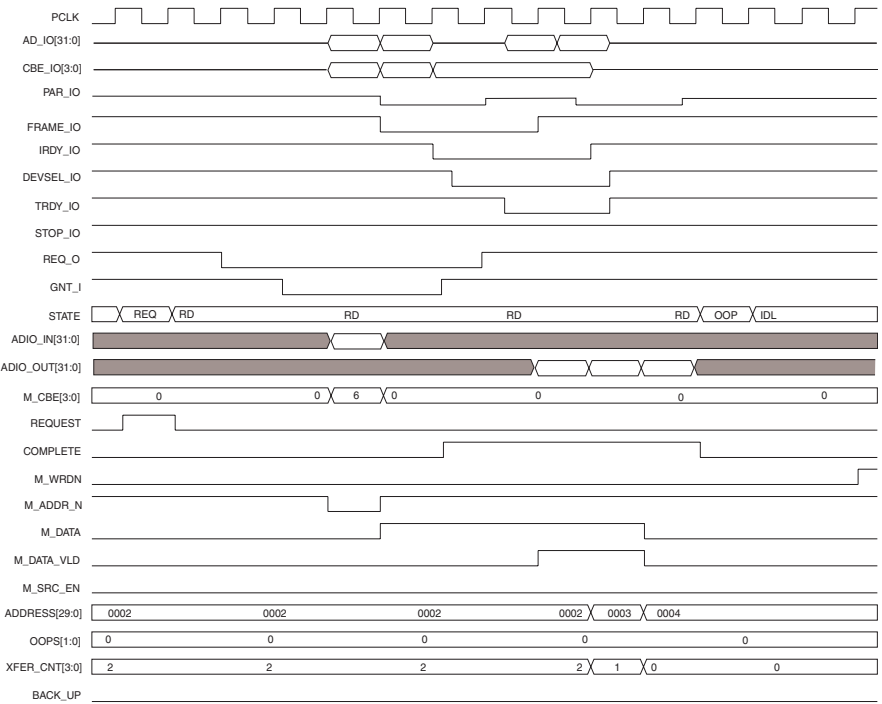 PCLK
AD_IO[31:0]
CBE_IO[3:0]
PAR_IO
FRAME_IO
IRDY_IO
DEVSEL_IO
TRDY_IO
STOP_IO
REQ_O
GNT_I
STATE REQ RD RD RD RD OOP IDL
ADIO_IN[31:0]
ADIO_OUT[31:0]
M_CBE[3:0] 0 0 6 0 0 0 0
REQUEST
COMPLETE
M_WRDN
M_ADDR_N
M_DATA
M_DATA_VLD
M_SRC_EN
ADDRESS[29:0] 0002 0002 0002 0002 0003 0004
OOPS[1:0] 0 0 0 0 0
XFER_CNT[3:0] 2 2 2 2 1 0 0
BACK_UP